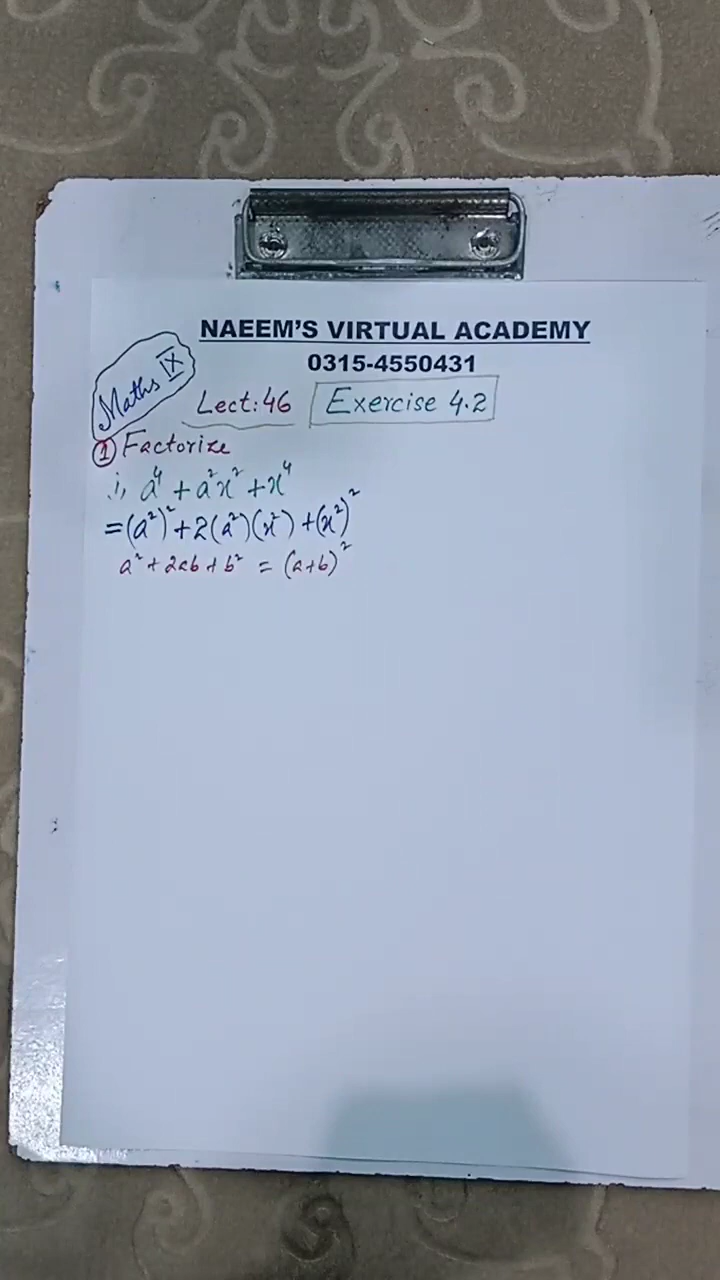 NAEEM'S VIRTUAL ACADEMY
0315-4550431
Maths IX
Lect:46 Exercise 4.2
① Factorize
i, a⁴ + a²x² + x⁴
= (a²)² + 2(a²)(x²) + (x²)²
a² + 2ab + b² = (a+b)²